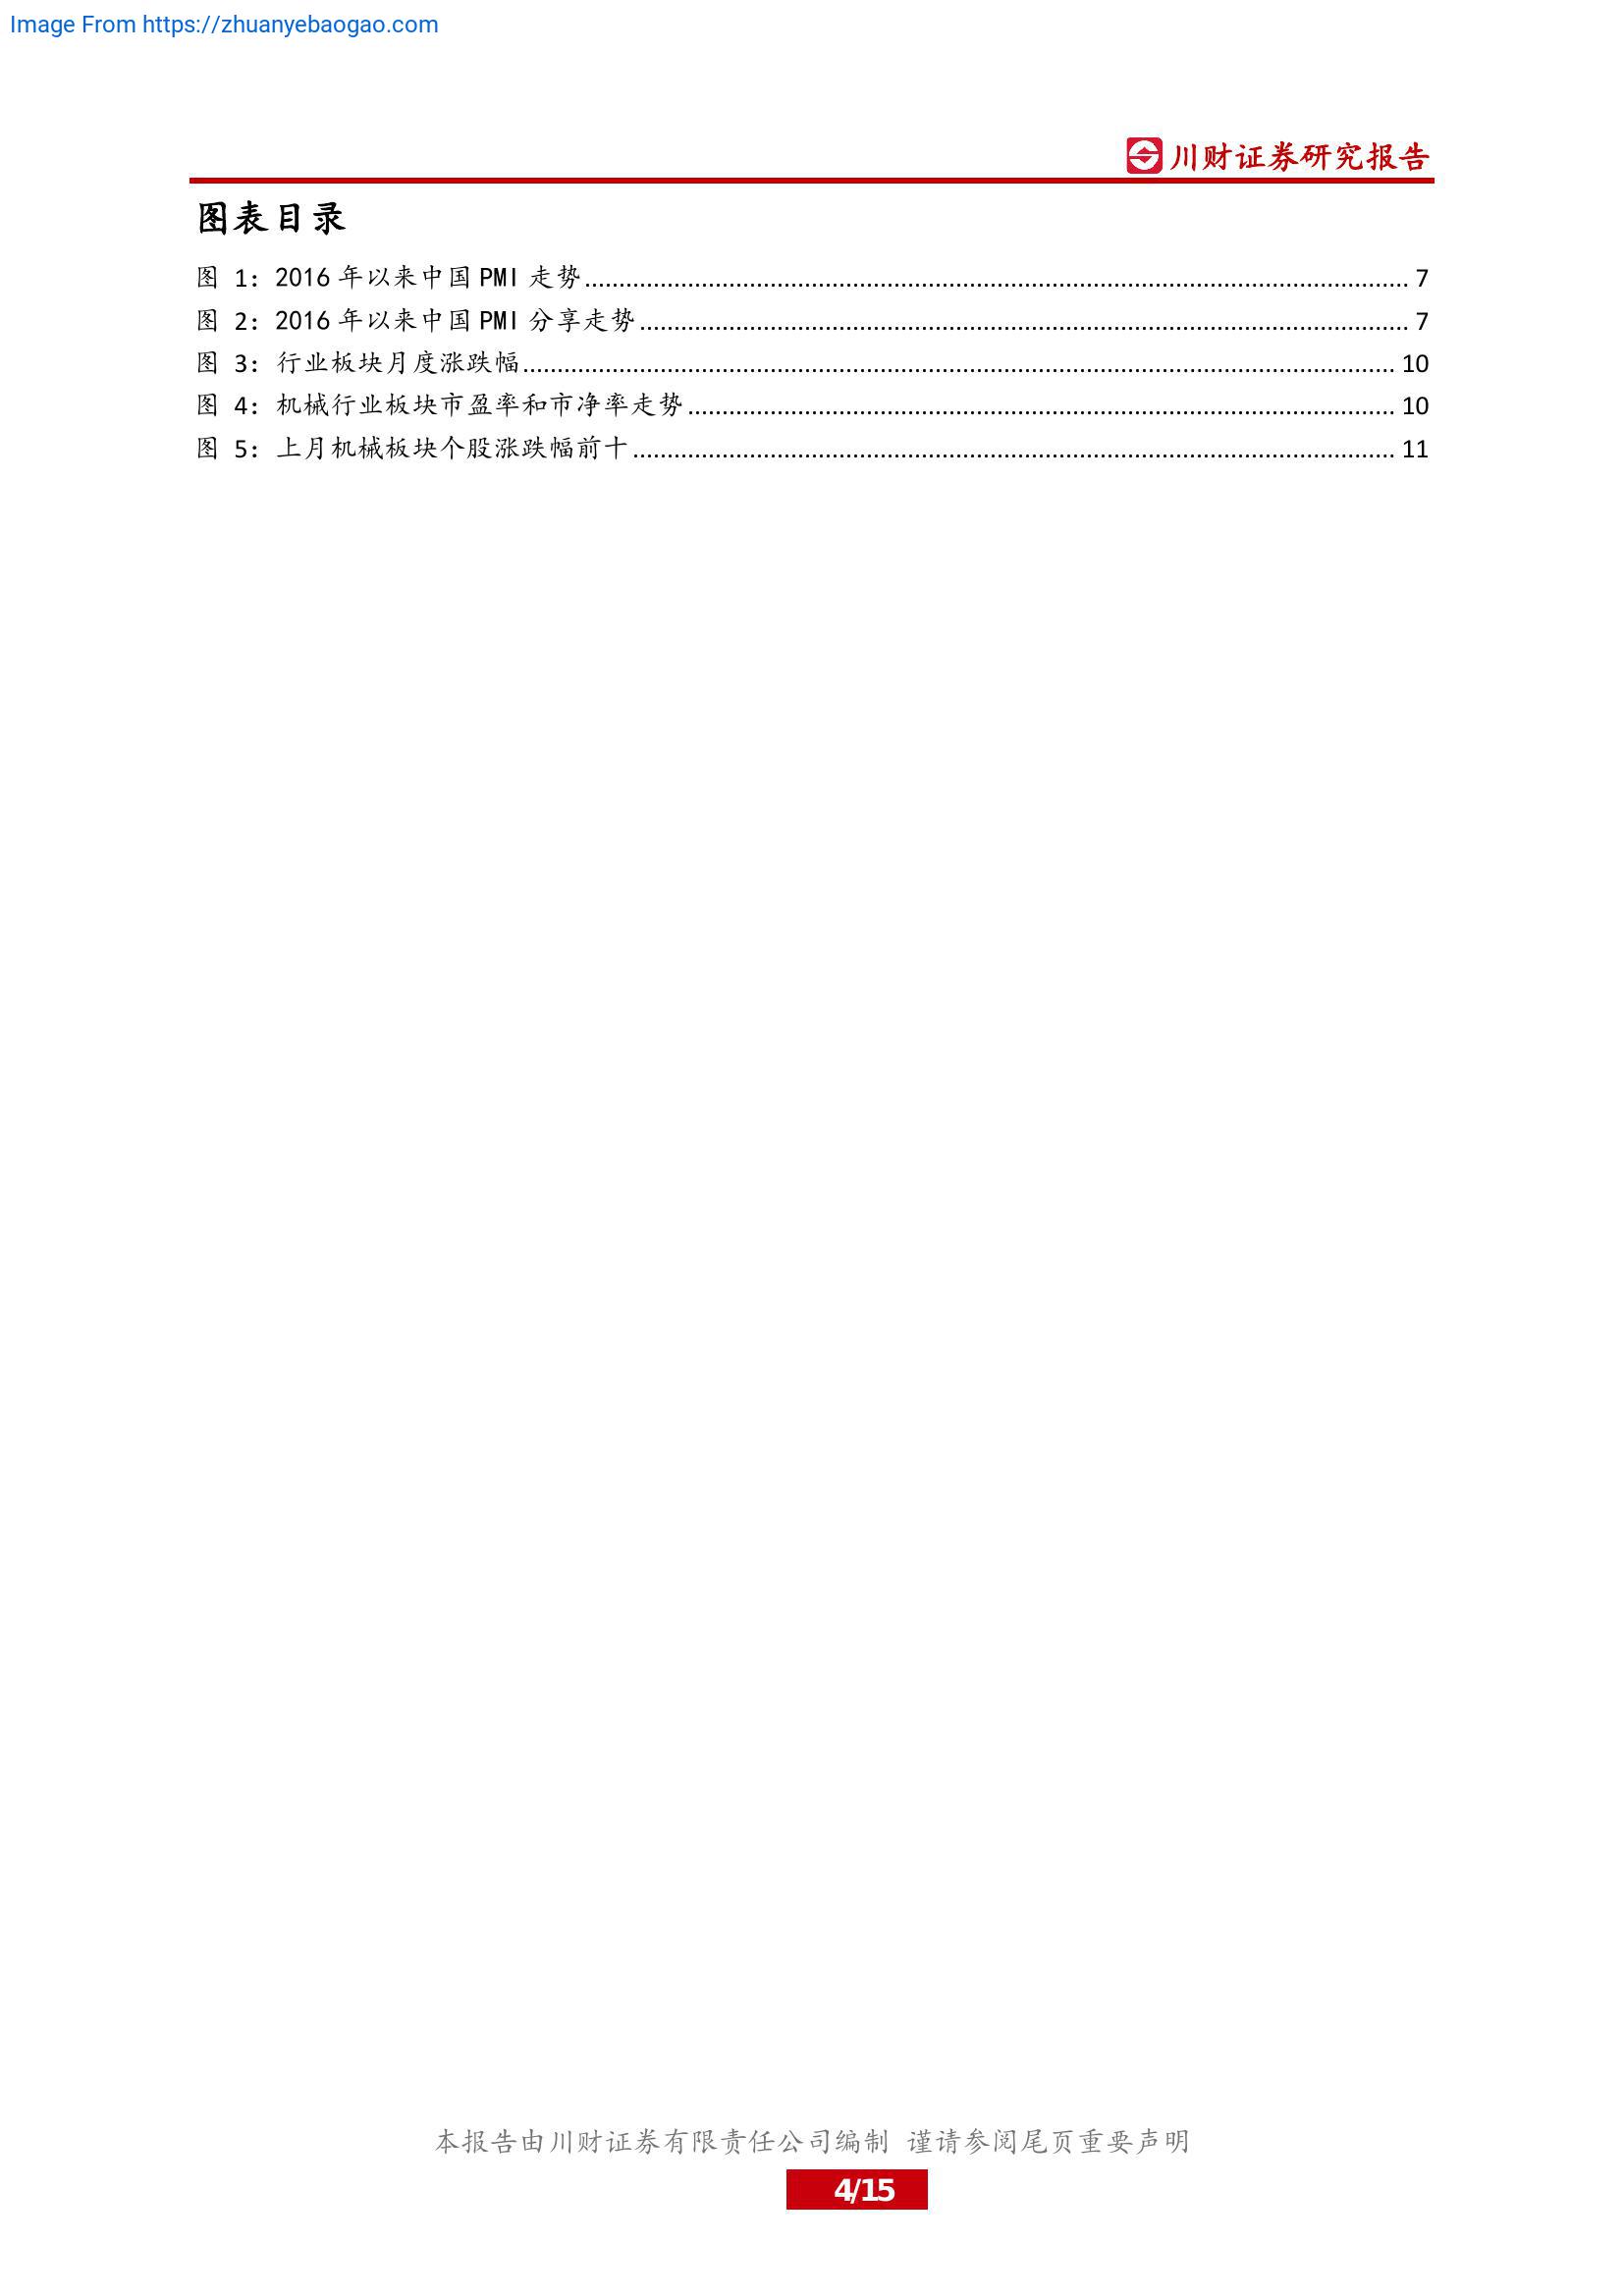 Image From https://zhuanyebaogao.com
川财证券研究报告
图表目录
图 1: 2016 年以来中国 PMI 走势 7
图 2: 2016 年以来中国 PMI 分享走势 7
图 3: 行业板块月度涨跌幅 10
图 4: 机械行业板块市盈率和市净率走势 10
图 5: 上月机械板块个股涨跌幅前十 11
本报告由川财证券有限责任公司编制 谨请参阅尾页重要声明
4/15